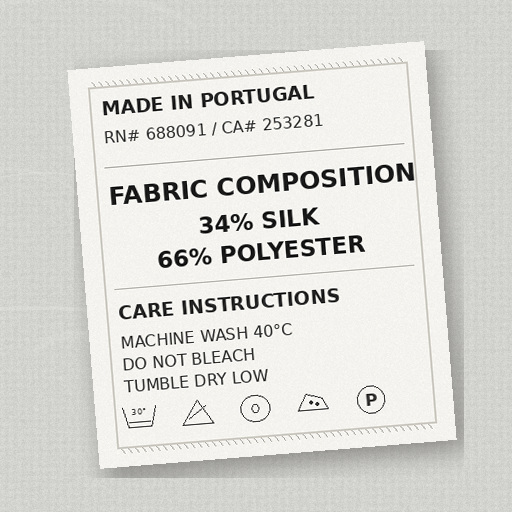 MADE IN PORTUGAL
RN# 688091 / CA# 253281
FABRIC COMPOSITION
34% SILK
66% POLYESTER
CARE INSTRUCTIONS
MACHINE WASH 40°C
DO NOT BLEACH
TUMBLE DRY LOW
30° P